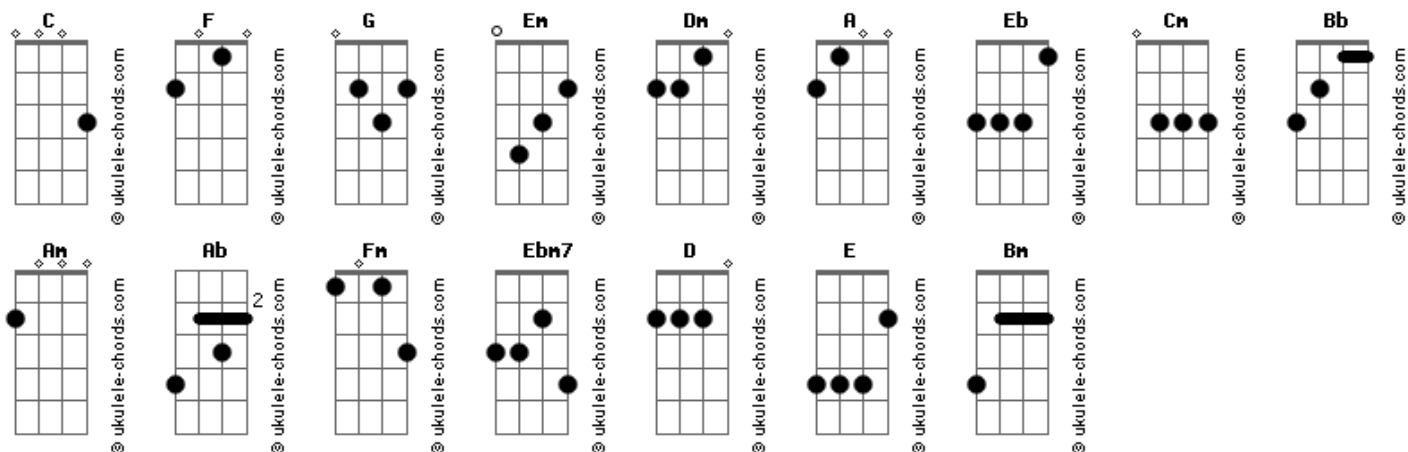 C F G Em Dm A Eb Cm Bb
© ukulele-chords.com © ukulele-chords.com © ukulele-chords.com © ukulele-chords.com © ukulele-chords.com © ukulele-chords.com © ukulele-chords.com © ukulele-chords.com © ukulele-chords.com
Am Ab Fm Ebm7 D E Bm
2
© ukulele-chords.com © ukulele-chords.com © ukulele-chords.com © ukulele-chords.com © ukulele-chords.com © ukulele-chords.com © ukulele-chords.com